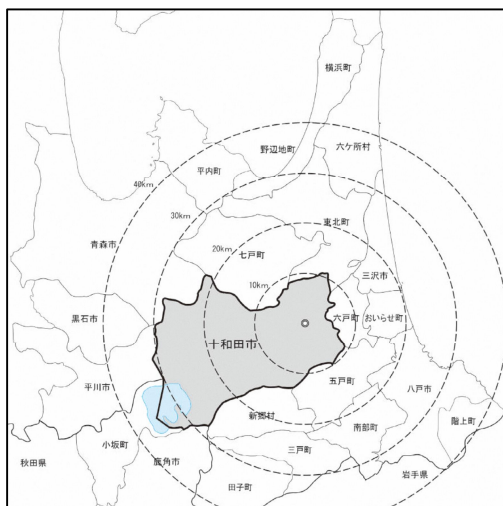 横浜町
野辺地町
六ケ所村
平内町
40km
30km
東北町
青森市
20km
七戸町
三沢市
10km
黒石市
六戸町
おいらせ町
十和田市
平川市
五戸町
八戸市
新郷村
階上町
南部町
小坂町
三戸町
秋田県
鹿角市
岩手県
田子町